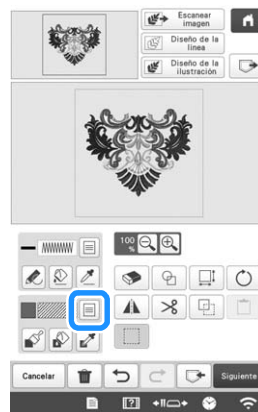 Escanear
imagen
Diseño de la
línea
Diseño de la
ilustración
100
%
Cancelar
Siguiente